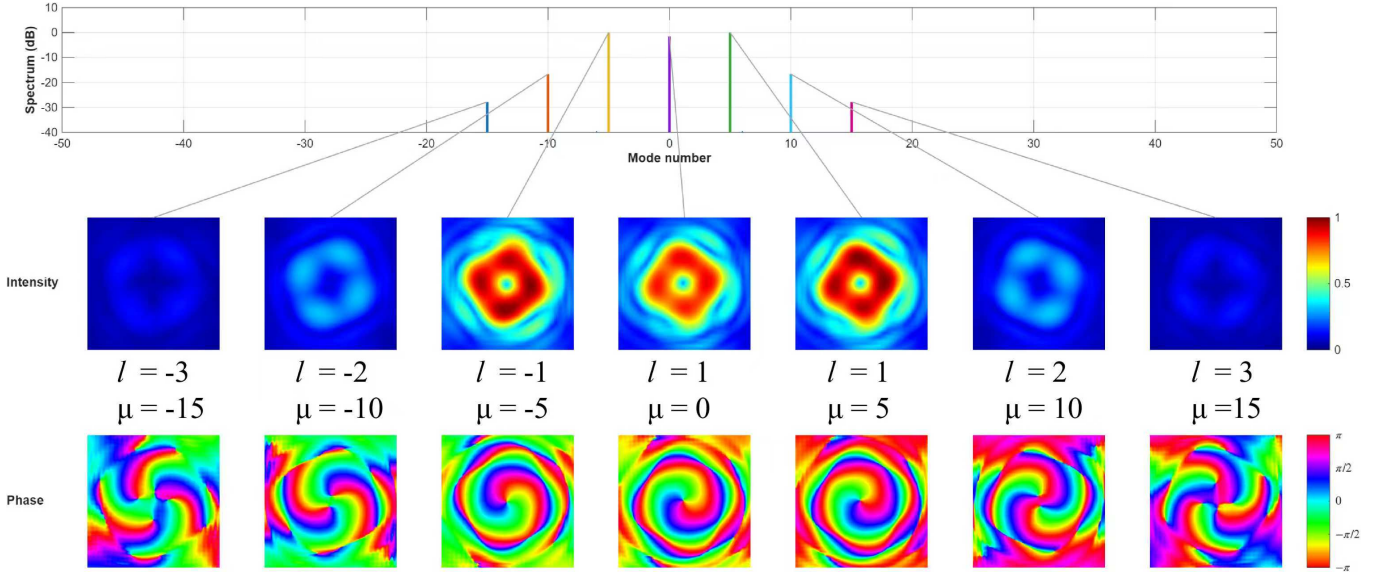 10
0
-10
-20
-30
-40
Spectrum (dB)
-50 -40 -30 -20 -10 0 10 20 30 40 50
Mode number
Intensity
1
0.5
0
l = -3 l = -2 l = -1 l = 1 l = 1 l = 2 l = 3
μ = -15 μ = -10 μ = -5 μ = 0 μ = 5 μ = 10 μ =15
Phase
π
π/2
0
−π/2
−π